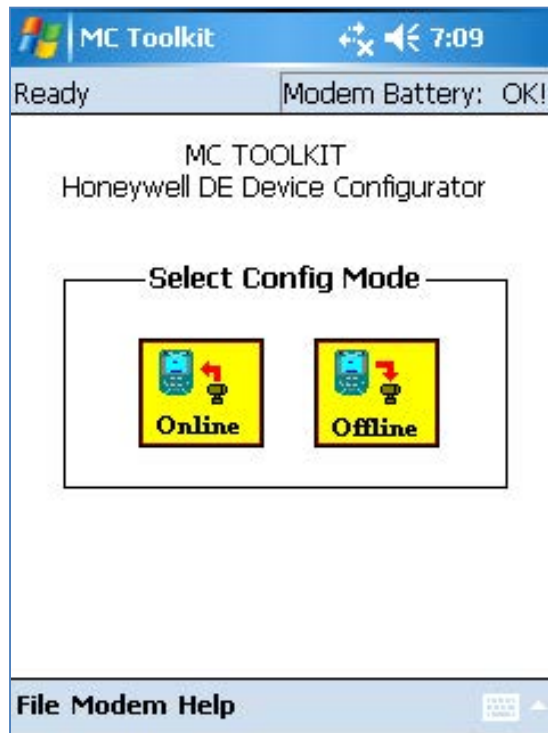 MC Toolkit 7:09
Ready Modem Battery: OK!
MC TOOLKIT
Honeywell DE Device Configurator
Select Config Mode
Online Offline
File Modem Help